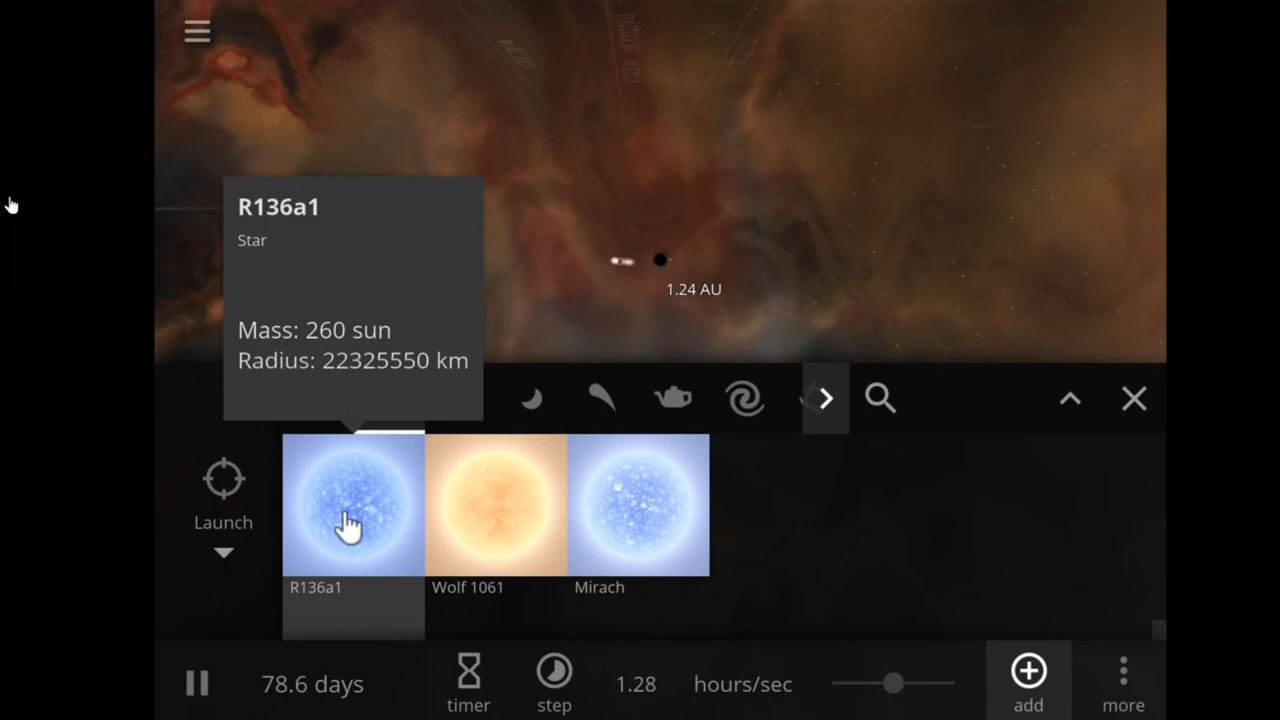 R136a1
Star
Mass: 260 sun
Radius: 22325550 km
1.24 AU
Launch
R136a1
Wolf 1061
Mirach
78.6 days
timer
step
1.28
hours/sec
add
more